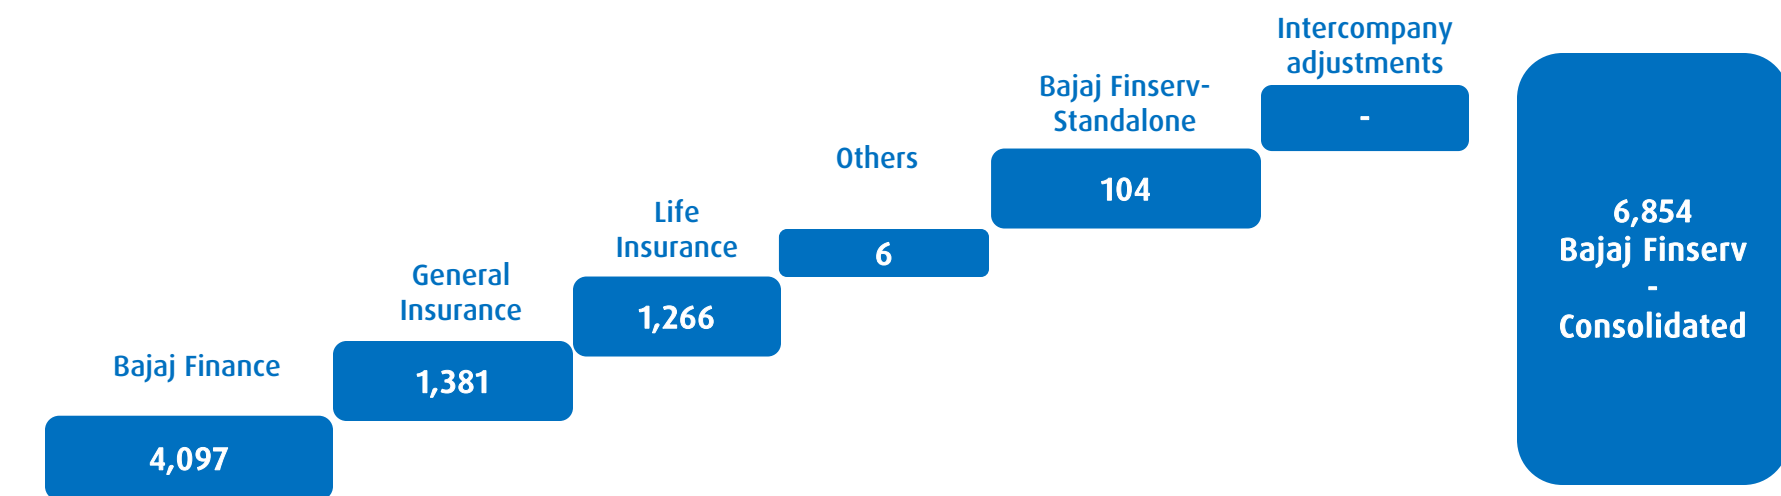 Bajaj Finance
4,097
General
Insurance
1,381
Life
Insurance
1,266
Others
6
Bajaj Finserv-
Standalone
104
Intercompany
adjustments
-
6,854
Bajaj Finserv
-
Consolidated